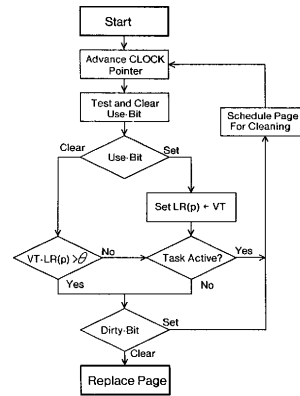 Start
Advance CLOCK
Pointer
Test and Clear
Use-Bit
Schedule Page
For Cleaning
Use-Bit
Clear
Set
Set LR(p) ← VT
VT-LR(p) >θ
No
Task Active?
Yes
Yes
No
Dirty-Bit
Set
Clear
Replace Page